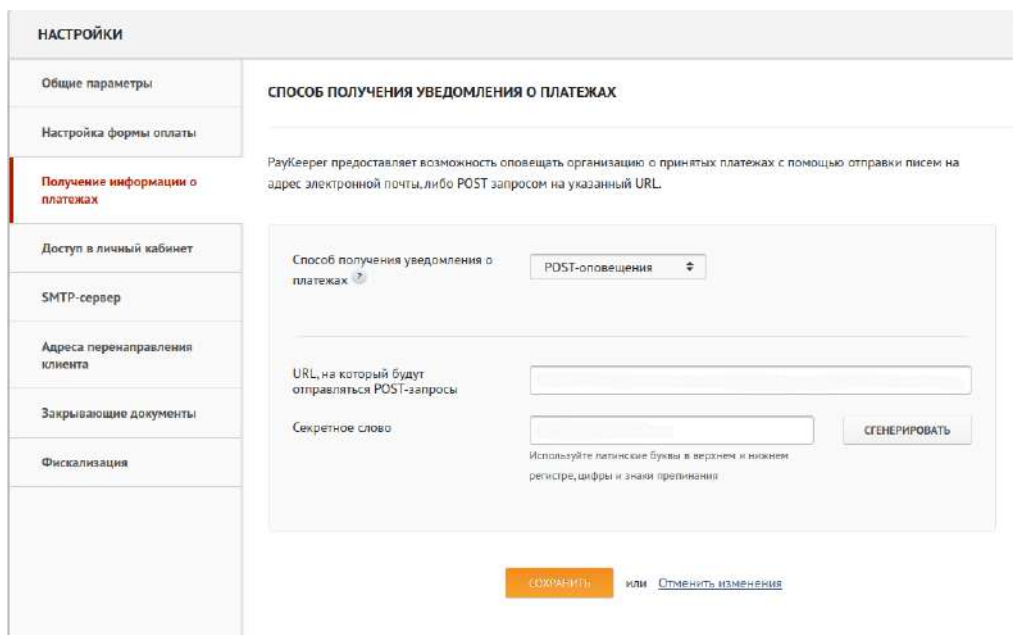 НАСТРОЙКИ
Общие параметры
Настройка формы оплаты
Получение информации о
платежах
Доступ в личный кабинет
SMTP-сервер
Адреса перенаправления
клиента
Закрывающие документы
Фискализация
СПОСОБ ПОЛУЧЕНИЯ УВЕДОМЛЕНИЯ О ПЛАТЕЖАХ
PayKeeper предоставляет возможность оповещать организацию о принятых платежах с помощью отправки писем на
адрес электронной почты, либо POST запросом на указанный URL.
Способ получения уведомления о
платежах ?
POST-оповещения
URL, на который будут
отправляться POST-запросы
Секретное слово
СГЕНЕРИРОВАТЬ
Используйте латинские буквы в верхнем и нижнем
регистре, цифры и знаки препинания
СОХРАНИТЬ или Отменить изменения